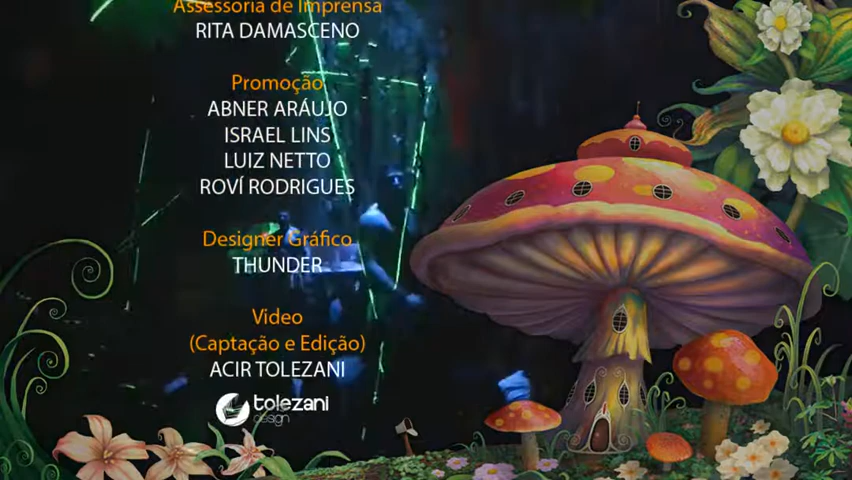 Assessoria de Imprensa
RITA DAMASCENO
Promoção
ABNER ARÁUJO
ISRAEL LINS
LUIZ NETTO
ROVÍ RODRIGUES
Designer Gráfico
THUNDER
Vídeo
(Captação e Edição)
ACIR TOLEZANI
tolezani
design